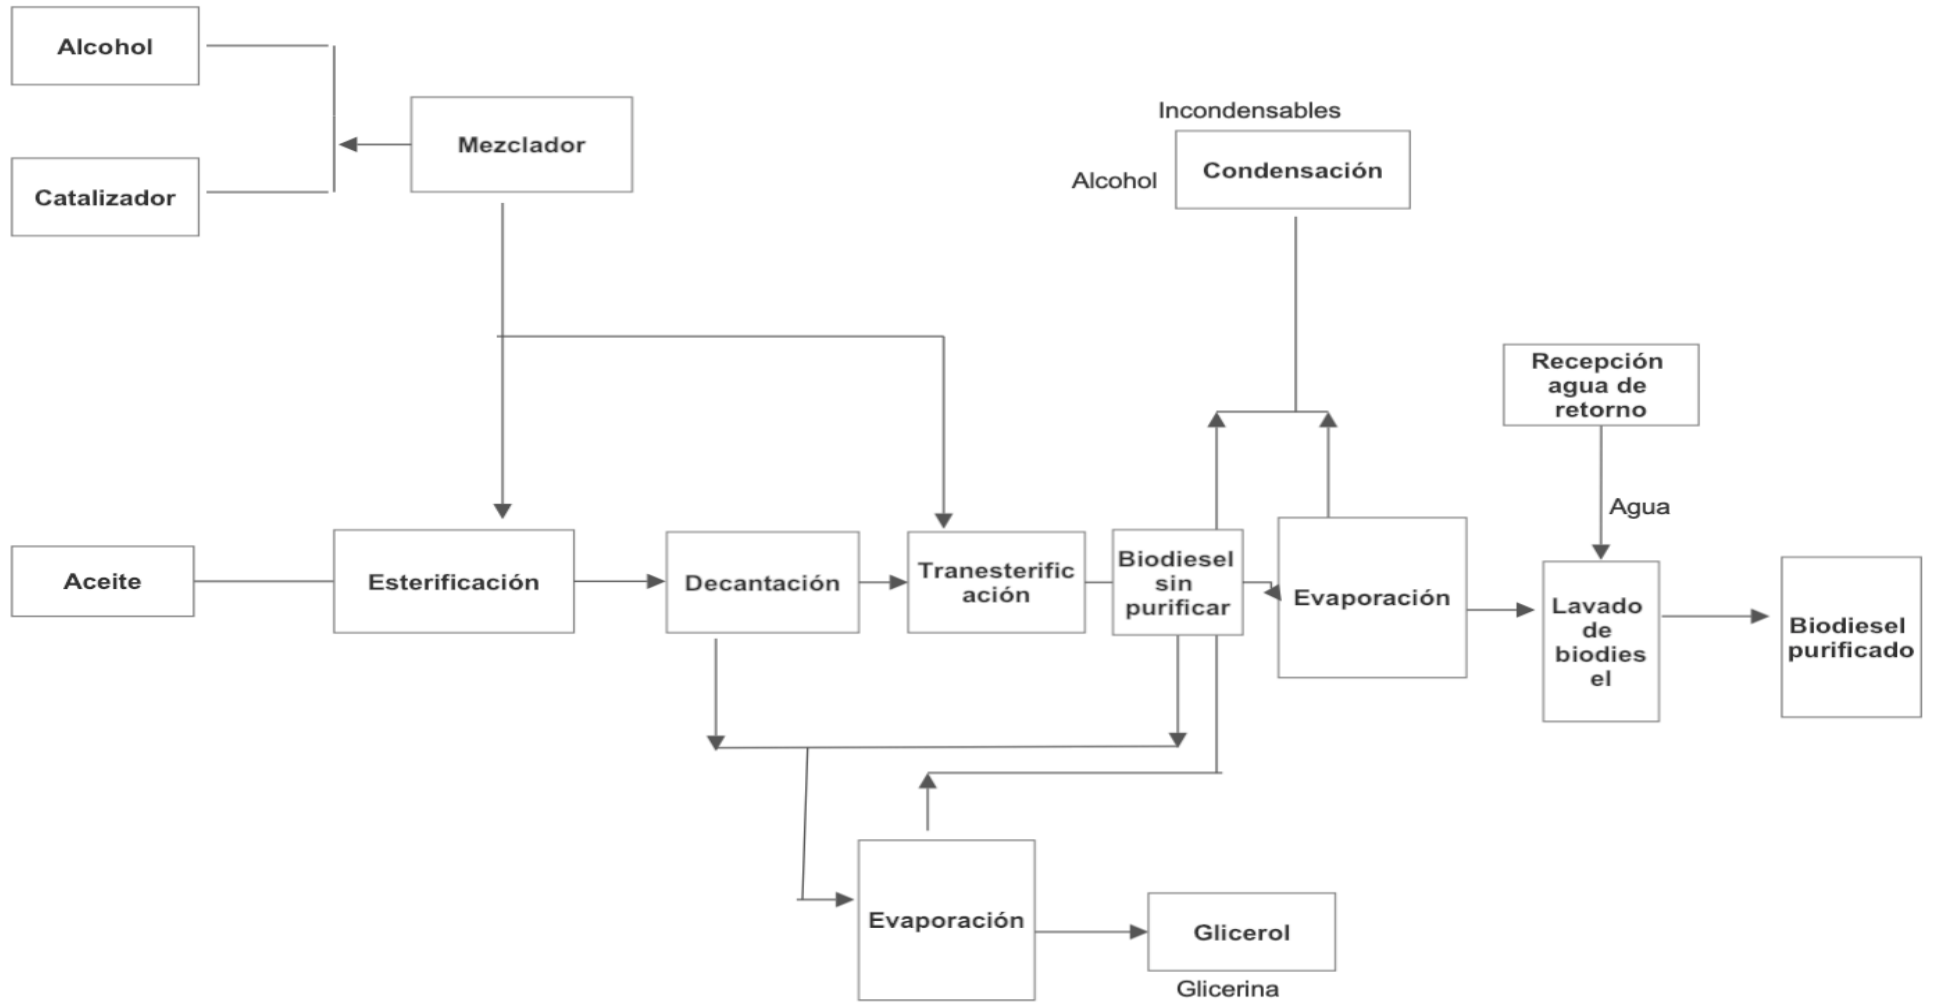 Alcohol
Mezclador
Catalizador
Incondensables
Alcohol
Condensación
Recepción
agua de
retorno
Agua
Aceite
Esterificación
Decantación
Tranesterific
ación
Biodiesel
sin
purificar
Evaporación
Lavado
de
biodies
el
Biodiesel
purificado
Evaporación
Glicerol
Glicerina